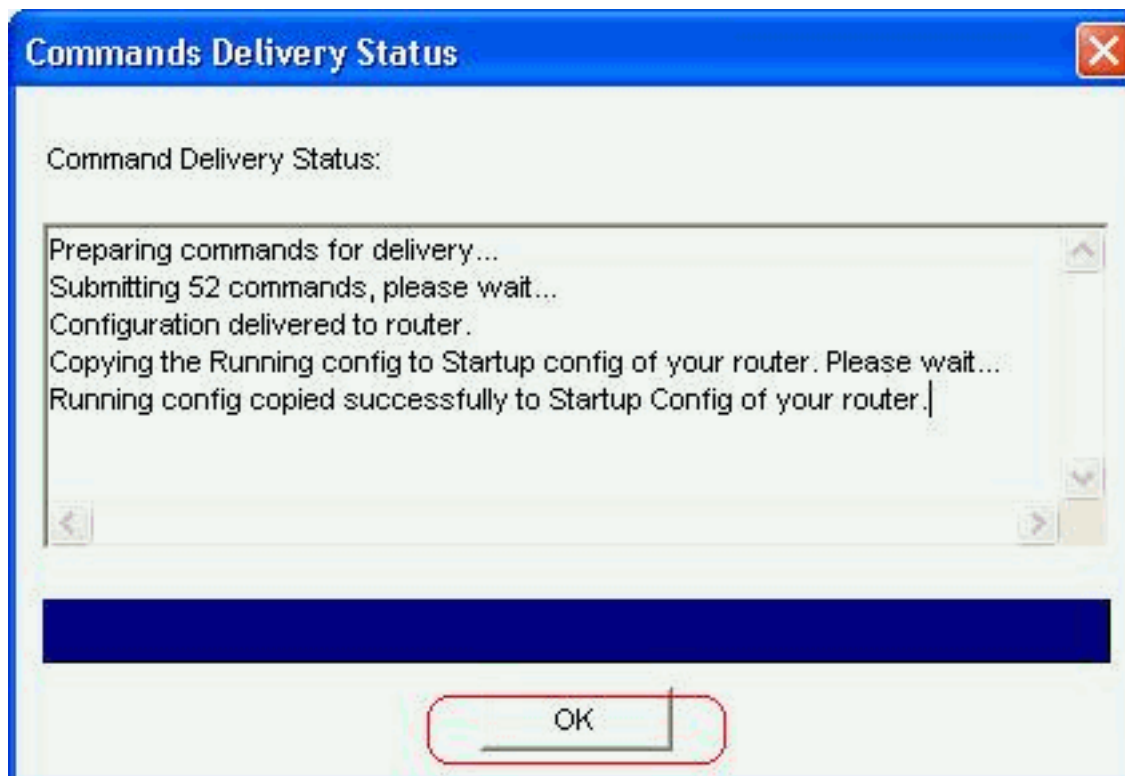 Commands Delivery Status
Command Delivery Status:
Preparing commands for delivery...
Submitting 52 commands, please wait...
Configuration delivered to router.
Copying the Running config to Startup config of your router. Please wait...
Running config copied successfully to Startup Config of your router.
OK